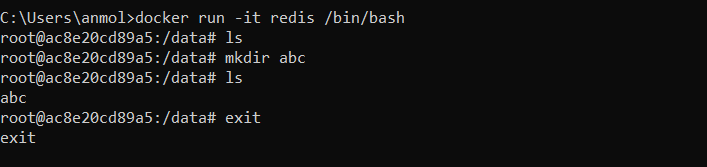 C:\Users\anmol>docker run -it redis /bin/bash
root@ac8e20cd89a5:/data# ls
root@ac8e20cd89a5:/data# mkdir abc
root@ac8e20cd89a5:/data# ls
abc
root@ac8e20cd89a5:/data# exit
exit